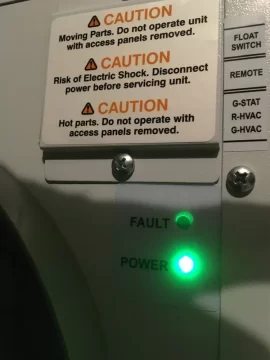 CAUTION
Moving Parts. Do not operate unit
with access panels removed.
CAUTION
Risk of Electric Shock. Disconnect
power before servicing unit.
CAUTION
Hot parts. Do not operate with
access panels removed.
FLOAT
SWITCH
REMOTE
G-STAT
R-HVAC
G-HVAC
FAULT
POWER